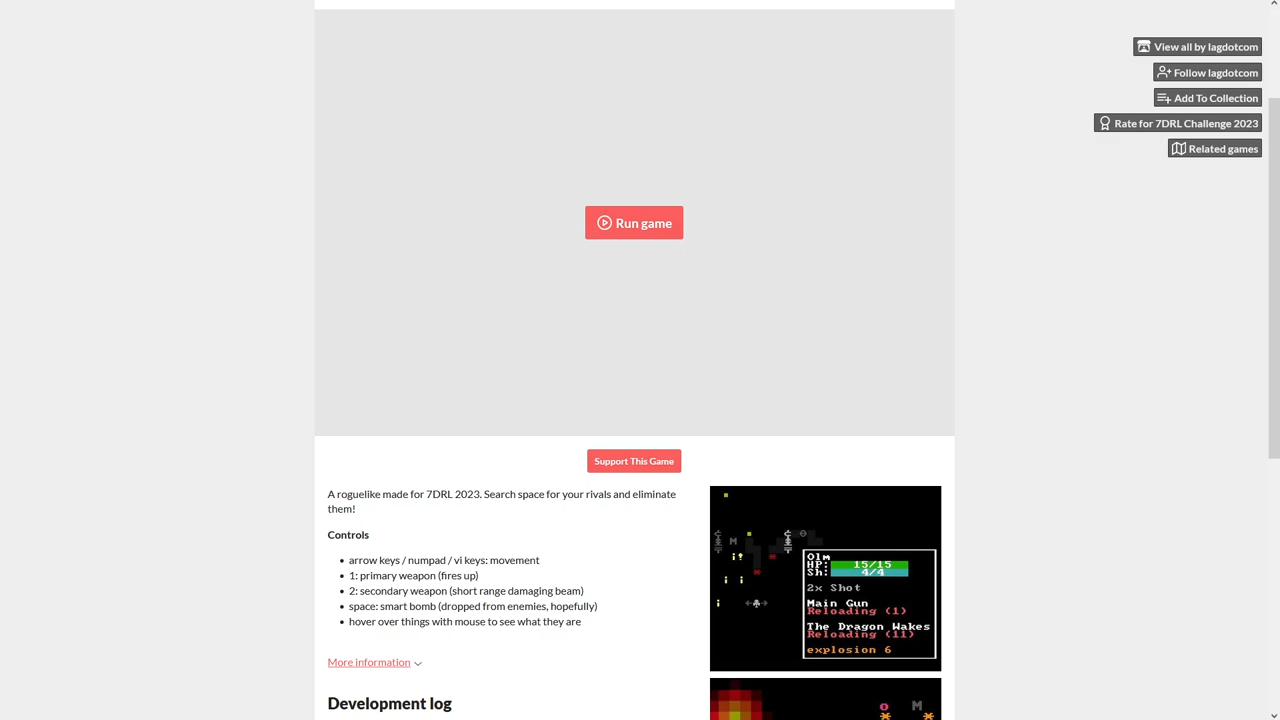 View all by lagdotcom
Follow lagdotcom
Add To Collection
Rate for 7DRL Challenge 2023
Related games
Run game
Support This Game
A roguelike made for 7DRL 2023. Search space for your rivals and eliminate
them!
Controls
arrow keys / numpad / vi keys: movement
1: primary weapon (fires up)
2: secondary weapon (short range damaging beam)
space: smart bomb (dropped from enemies, hopefully)
hover over things with mouse to see what they are
More information
Development log
Olm
HP: 15/15
Sh: 4/4
2x Shot
Main Gun
Reloading (1)
The Dragon Wakes
Reloading (11)
explosion 6